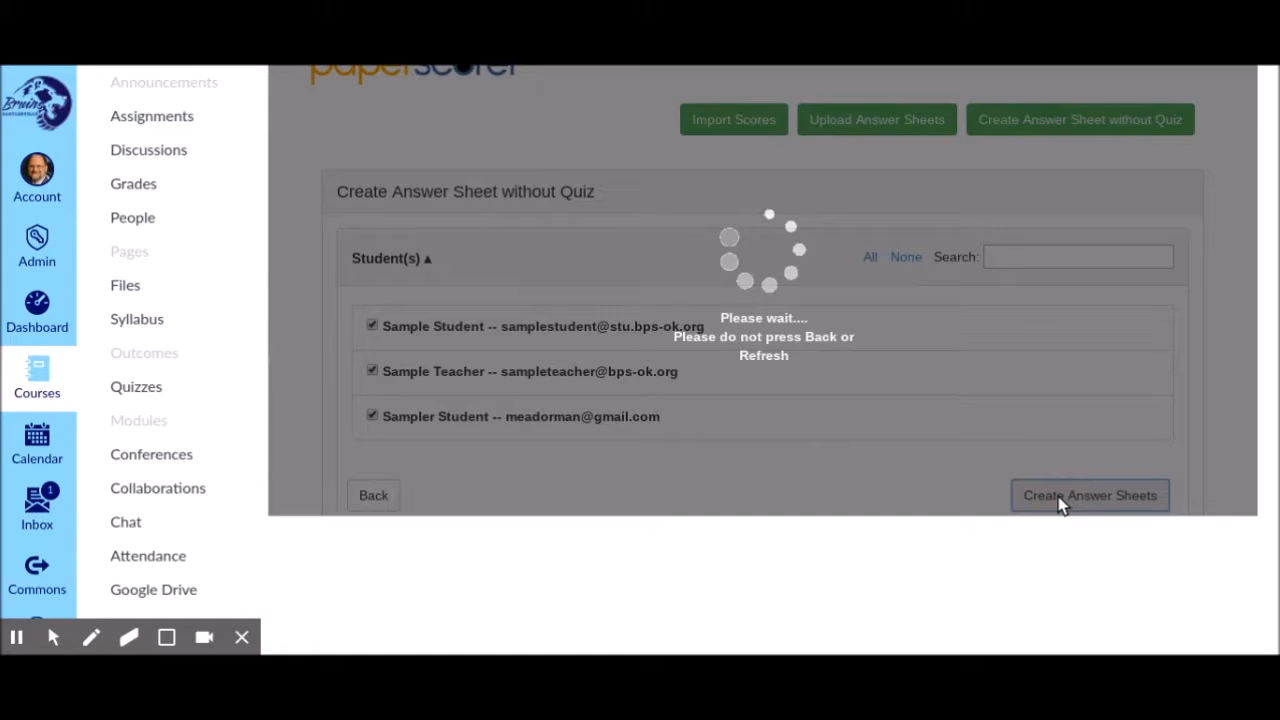 Bruins
Account
Admin
Dashboard
Courses
Calendar
1
Inbox
Commons
Announcements
Assignments
Discussions
Grades
People
Pages
Files
Syllabus
Outcomes
Quizzes
Modules
Conferences
Collaborations
Chat
Attendance
Google Drive
paperscorer
Import Scores
Upload Answer Sheets
Create Answer Sheet without Quiz
Create Answer Sheet without Quiz
Student(s) ▲
All None Search:
Sample Student -- samplestudent@stu.bps-ok.org
Sample Teacher -- sampleteacher@bps-ok.org
Sampler Student -- meadorman@gmail.com
Please wait....
Please do not press Back or
Refresh
Back
Create Answer Sheets